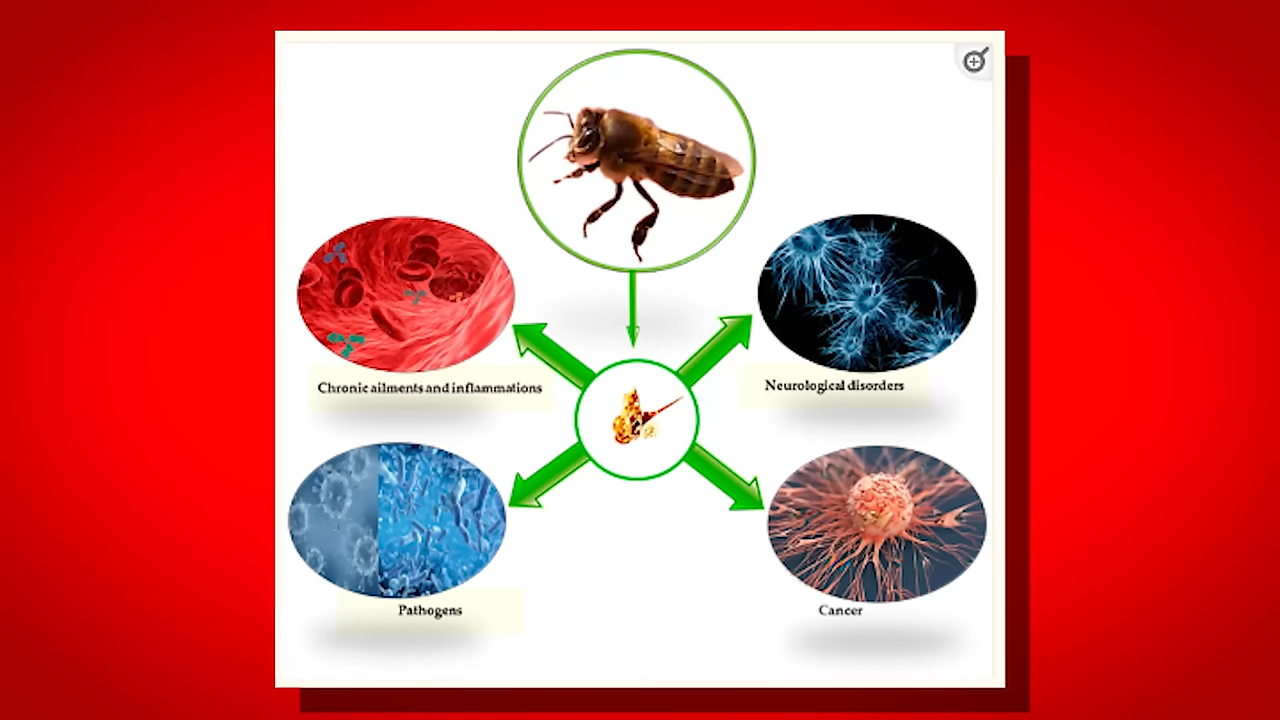 Chronic ailments and inflammations
Neurological disorders
Pathogens
Cancer